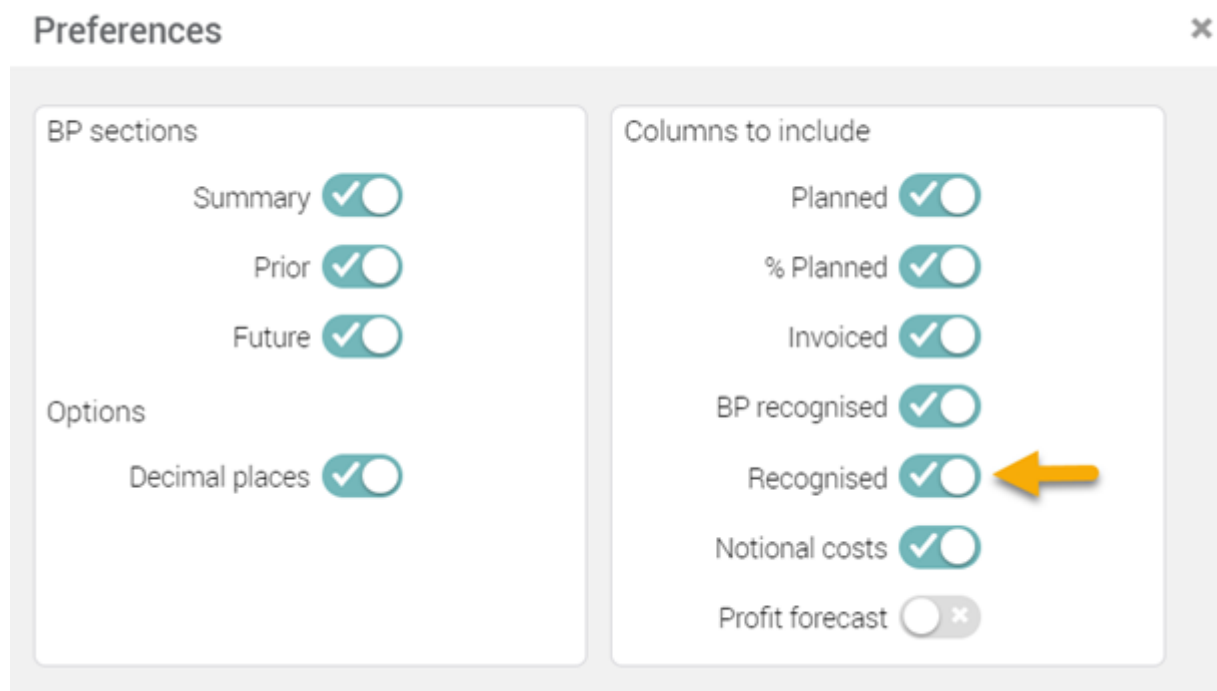 Preferences
BP sections
Summary
Prior
Future
Options
Decimal places
Columns to include
Planned
% Planned
Invoiced
BP recognised
Recognised
Notional costs
Profit forecast